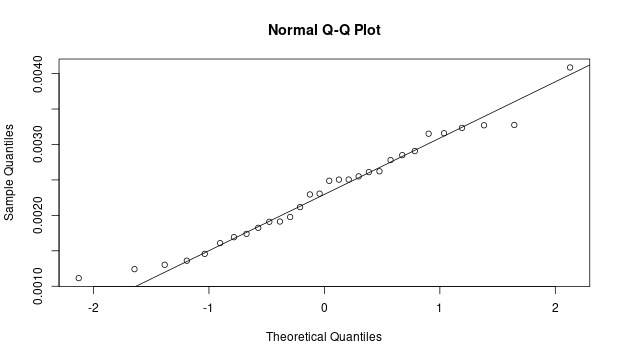 Normal Q-Q Plot
Sample Quantiles
0.0040
0.0030
0.0020
0.0010
-2 -1 0 1 2
Theoretical Quantiles